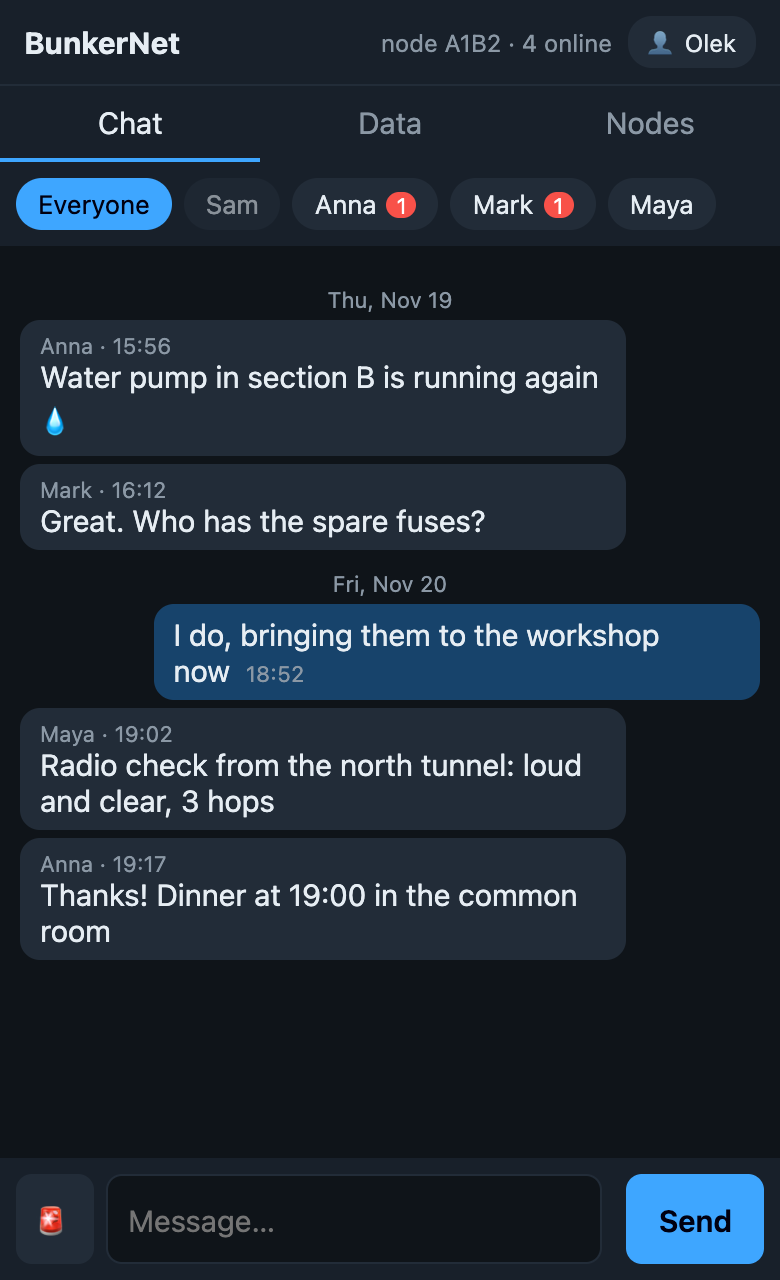 BunkerNet
node A1B2 · 4 online
👤 Olek
Chat
Data
Nodes
Everyone
Sam
Anna 1
Mark 1
Maya
Thu, Nov 19
Anna · 15:56
Water pump in section B is running again
💧
Mark · 16:12
Great. Who has the spare fuses?
Fri, Nov 20
I do, bringing them to the workshop
now 18:52
Maya · 19:02
Radio check from the north tunnel: loud
and clear, 3 hops
Anna · 19:17
Thanks! Dinner at 19:00 in the common
room
🚨
Message…
Send